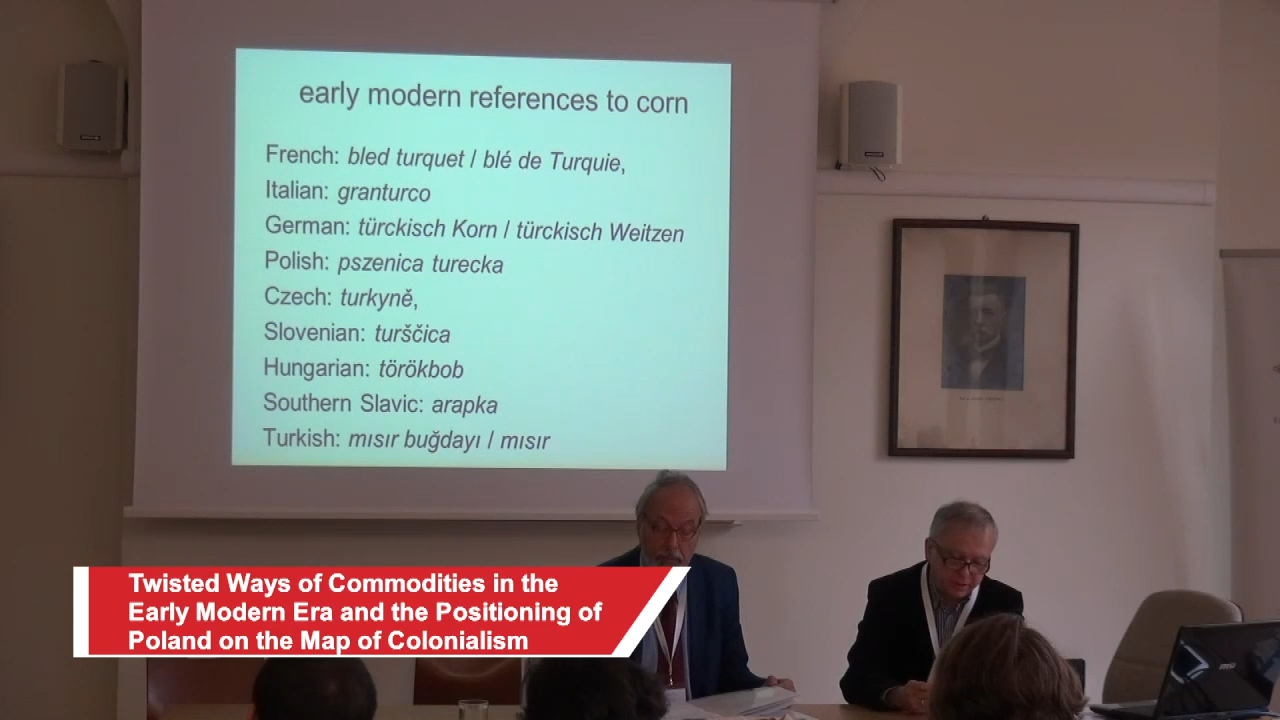 early modern references to corn
French: bled turquet / blé de Turquie,
Italian: granturco
German: türckisch Korn / türckisch Weitzen
Polish: pszenica turecka
Czech: turkyně,
Slovenian: turščica
Hungarian: törökbob
Southern Slavic: arapka
Turkish: mısır buğdayı / mısır
Twisted Ways of Commodities in the
Early Modern Era and the Positioning of
Poland on the Map of Colonialism
msi